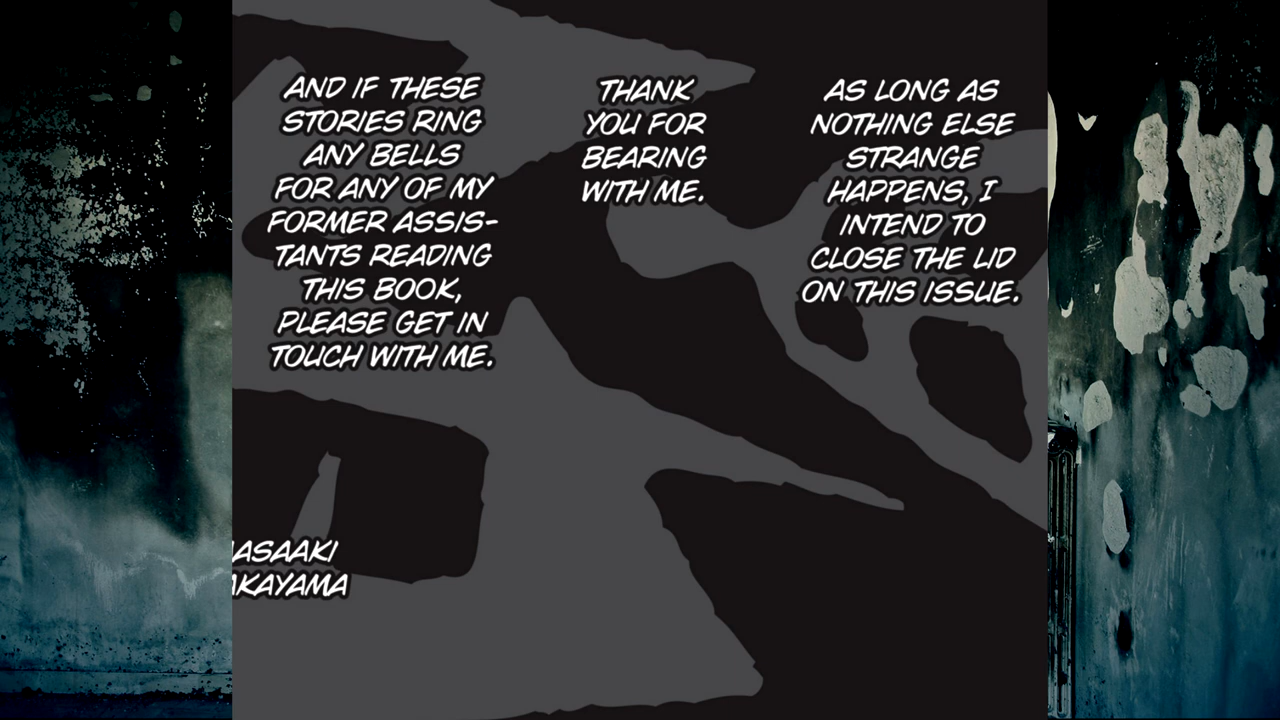 AS LONG AS
NOTHING ELSE
STRANGE
HAPPENS, I
INTEND TO
CLOSE THE LID
ON THIS ISSUE.
THANK
YOU FOR
BEARING
WITH ME.
AND IF THESE
STORIES RING
ANY BELLS
FOR ANY OF MY
FORMER ASSIS-
TANTS READING
THIS BOOK,
PLEASE GET IN
TOUCH WITH ME.
ASAAKI
AKAYAMA